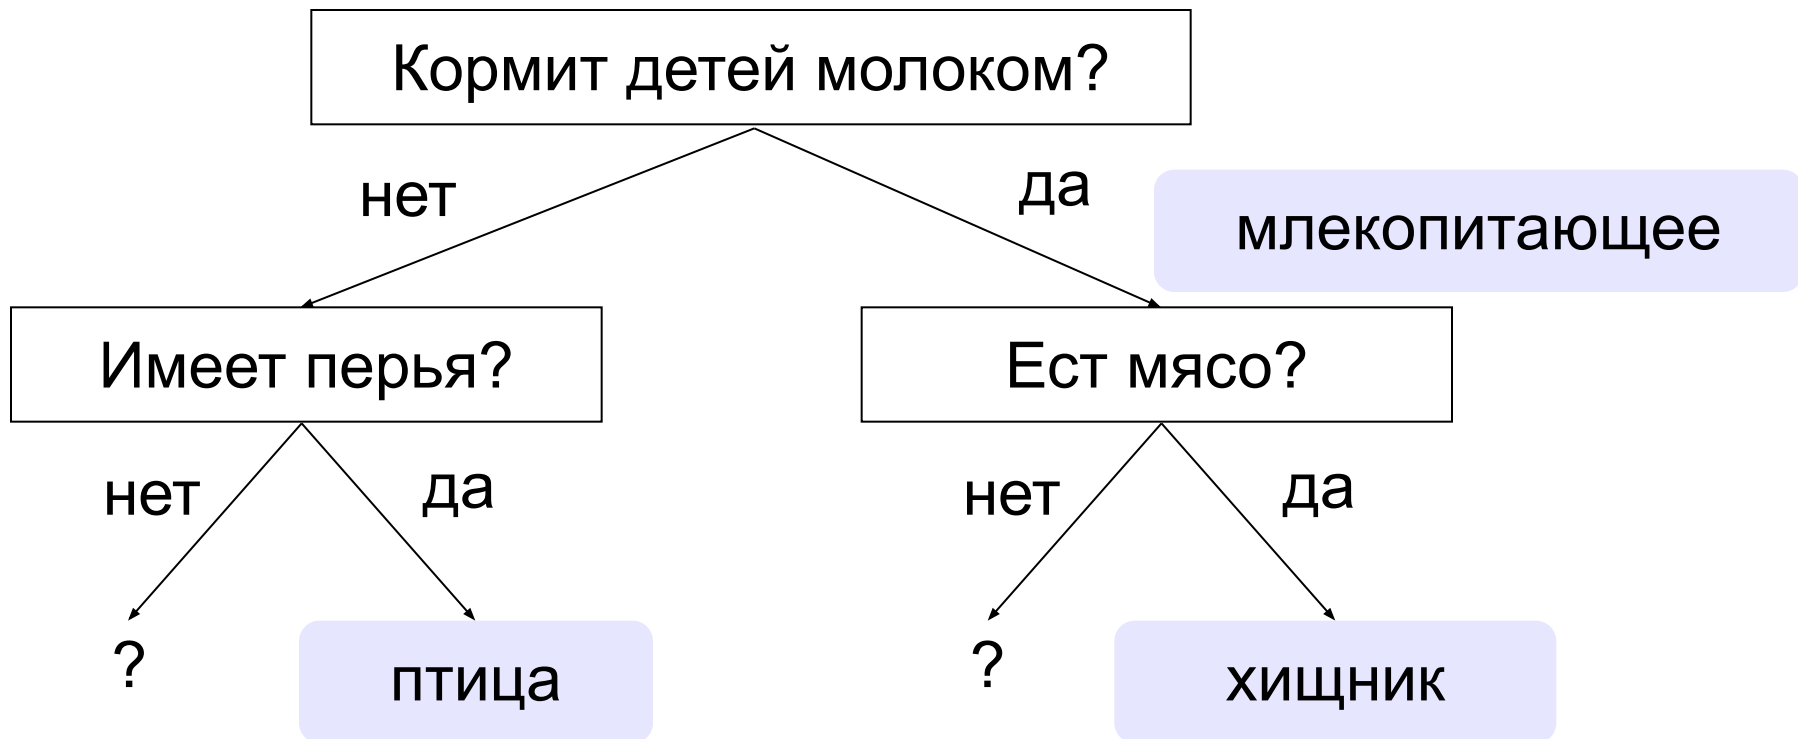 Кормит детей молоком?
нет
да
млекопитающее
Имеет перья?
Ест мясо?
нет
да
нет
да
?
птица
?
хищник